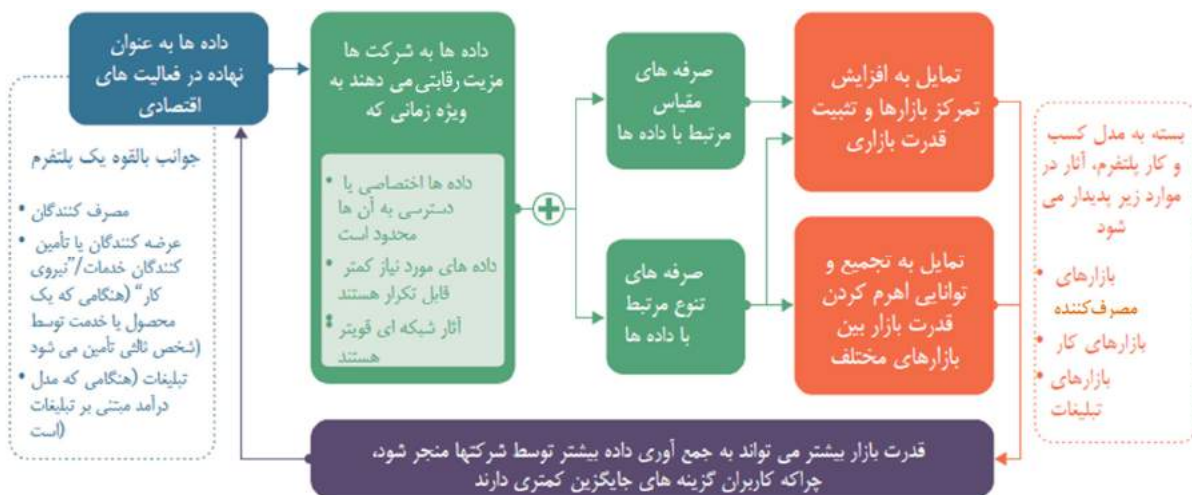 داده ها به عنوان
نهاده در فعالیت های
اقتصادی
جوانب بالقوه یک پلتفرم
• مصرف کنندگان
• عرضه کنندگان یا تأمین
کنندگان خدمات/”نیروی
کار“ (هنگامی که یک
محصول یا خدمت توسط
(شخص ثالثی تأمین می شود
• تبلیغات (هنگامی که مدل
درآمد مبتنی بر تبلیغات
(است
داده ها به شرکت ها
مزیت رقابتی می دهند به
ویژه زمانی که
• داده ها اختصاصی یا
دسترسی به آن ها
محدود است
• داده های مورد نیاز کمتر
قابل تکرار هستند
• آثار شبکه ای قویتر
هستند
صرفه های
مقیاس
مرتبط با داده ها
صرفه های
تنوع مرتبط
با داده ها
تمایل به افزایش
تمرکز بازارها و تثبیت
قدرت بازاری
تمایل به تجمیع و
توانایی اهرم کردن
قدرت بازار بین
بازارهای مختلف
بسته به مدل کسب
و کار پلتفرم، آثار در
موارد زیر پدیدار می
شود
• بازارهای
مصرف‌کننده
• بازارهای کار
• بازارهای
تبلیغات
قدرت بازار بیشتر می تواند به جمع آوری داده بیشتر توسط شرکتها منجر شود،
چراکه کاربران گزینه های جایگزین کمتری دارند